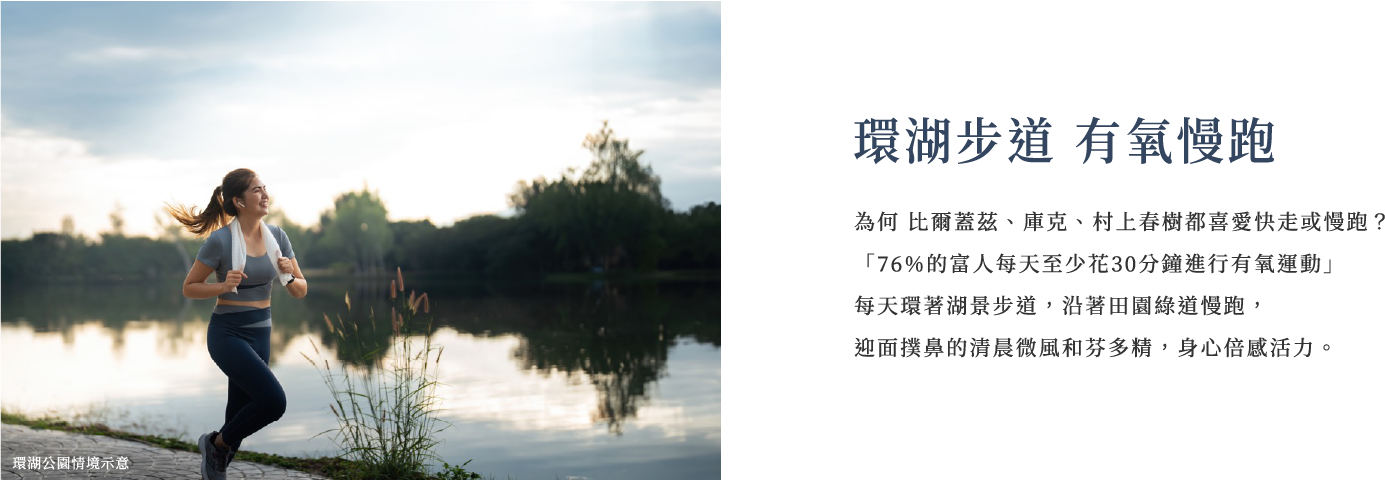 環湖步道 有氧慢跑
為何 比爾蓋茲、庫克、村上春樹都喜愛快走或慢跑？
「76%的富人每天至少花30分鐘進行有氧運動」
每天環著湖景步道，沿著田園綠道慢跑，
迎面撲鼻的清晨微風和芬多精，身心倍感活力。
環湖公園情境示意